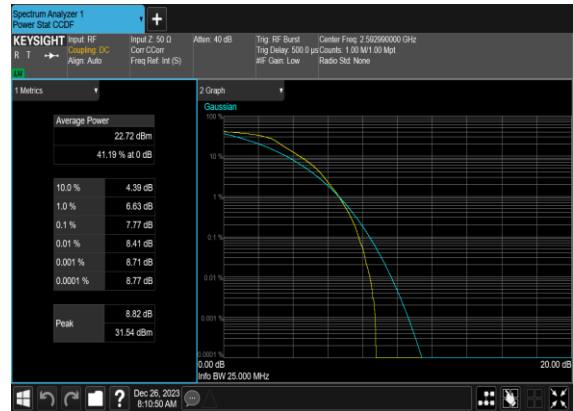 Spectrum Analyzer 1
Power Stat CCDF
+
KEYSIGHT
R T
LXI
Input: RF
Coupling: DC
Align: Auto
Input Z: 50 Ω
Corr CCorr
Freq Ref: Int (S)
Atten: 40 dB
Trig: RF Burst
Trig Delay: 500.0 µs
#IF Gain: Low
Center Freq: 2.592990000 GHz
Counts: 1.00 M/1.00 Mpt
Radio Std: None
1 Metrics
Average Power
22.72 dBm
41.19 % at 0 dB
10.0 % 4.39 dB
1.0 % 6.63 dB
0.1 % 7.77 dB
0.01 % 8.41 dB
0.001 % 8.71 dB
0.0001 % 8.77 dB
Peak
8.82 dB
31.54 dBm
2 Graph
Gaussian
100 %
10 %
1 %
0.1 %
0.01 %
0.001 %
0.0001 %
0.00 dB
20.00 dB
Info BW 25.000 MHz
?
Dec 26, 2023
8:10:50 AM